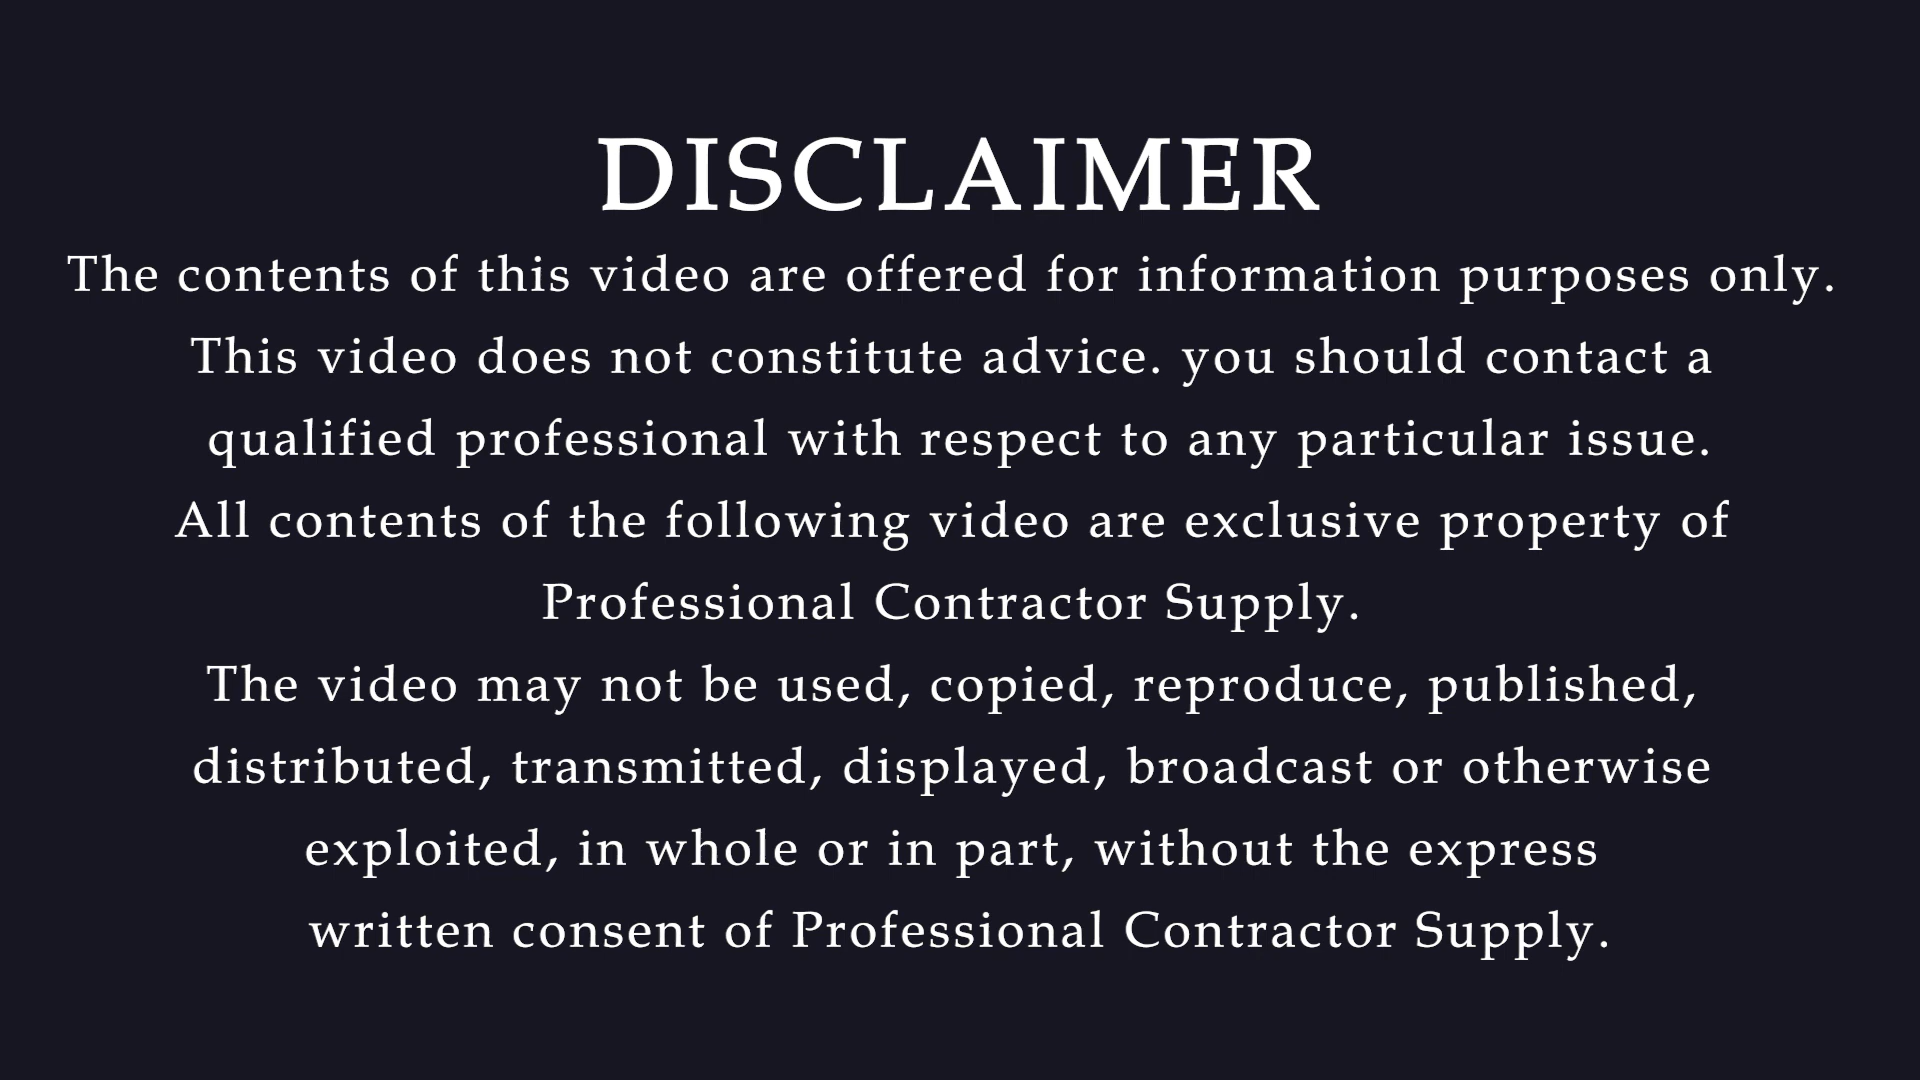 DISCLAIMER
The contents of this video are offered for information purposes only.
This video does not constitute advice. you should contact a
qualified professional with respect to any particular issue.
All contents of the following video are exclusive property of
Professional Contractor Supply.
The video may not be used, copied, reproduce, published,
distributed, transmitted, displayed, broadcast or otherwise
exploited, in whole or in part, without the express
written consent of Professional Contractor Supply.